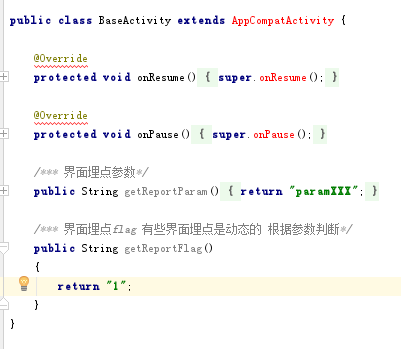 public class BaseActivity extends AppCompatActivity {
@Override
protected void onResume() { super.onResume(); }
@Override
protected void onPause() { super.onPause(); }
/*** 界面埋点参数*/
public String getReportParam() { return "paramXXX"; }
/*** 界面埋点flag 有些界面埋点是动态的 根据参数判断*/
public String getReportFlag()
{
return "1";
}
}